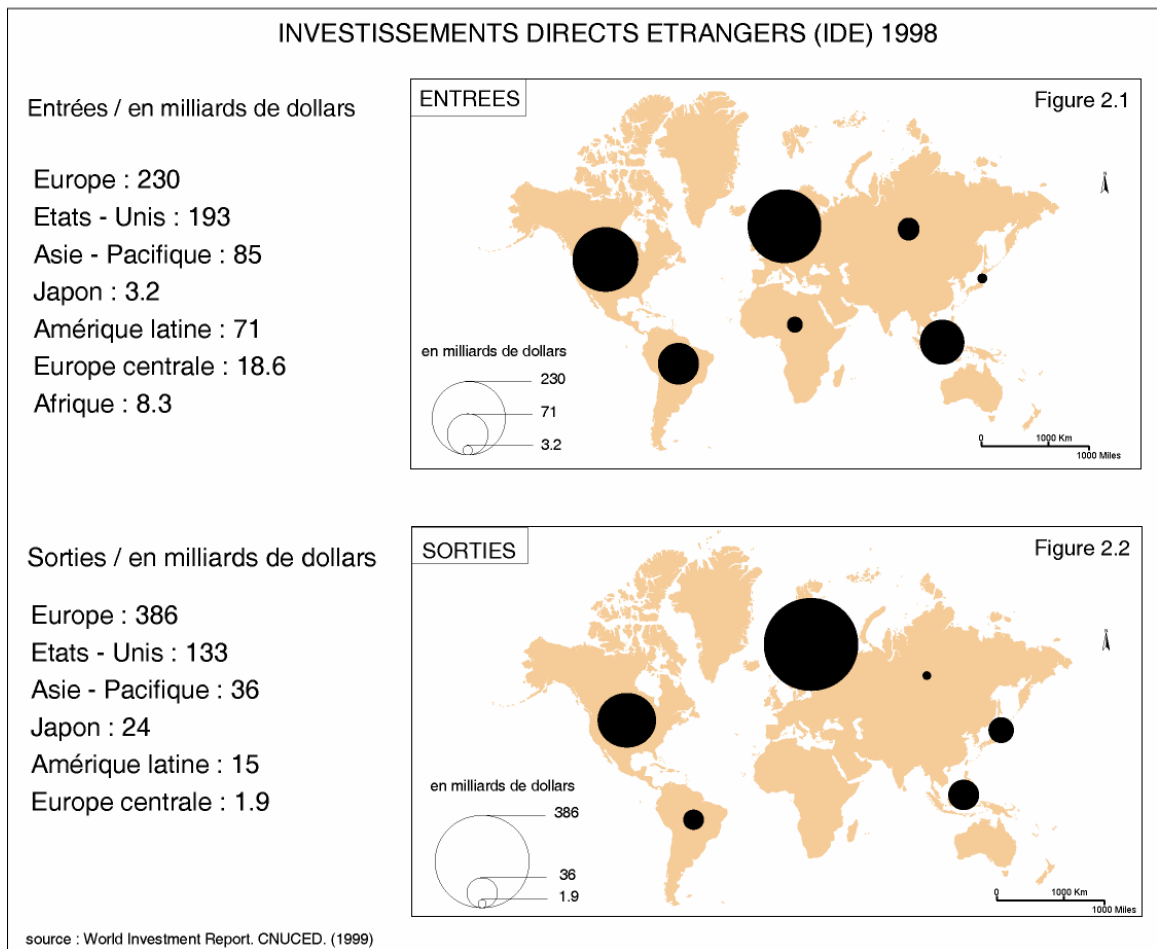 INVESTISSEMENTS DIRECTS ETRANGERS (IDE) 1998
Entrées / en milliards de dollars
Europe : 230
Etats - Unis : 193
Asie - Pacifique : 85
Japon : 3.2
Amérique latine : 71
Europe centrale : 18.6
Afrique : 8.3
ENTREES
Figure 2.1
N
en milliards de dollars
230
71
3.2
0
1000 Km
1000 Miles
Sorties / en milliards de dollars
Europe : 386
Etats - Unis : 133
Asie - Pacifique : 36
Japon : 24
Amérique latine : 15
Europe centrale : 1.9
SORTIES
Figure 2.2
N
en milliards de dollars
386
36
1.9
0
1000 Km
1000 Miles
source : World Investment Report. CNUCED. (1999)